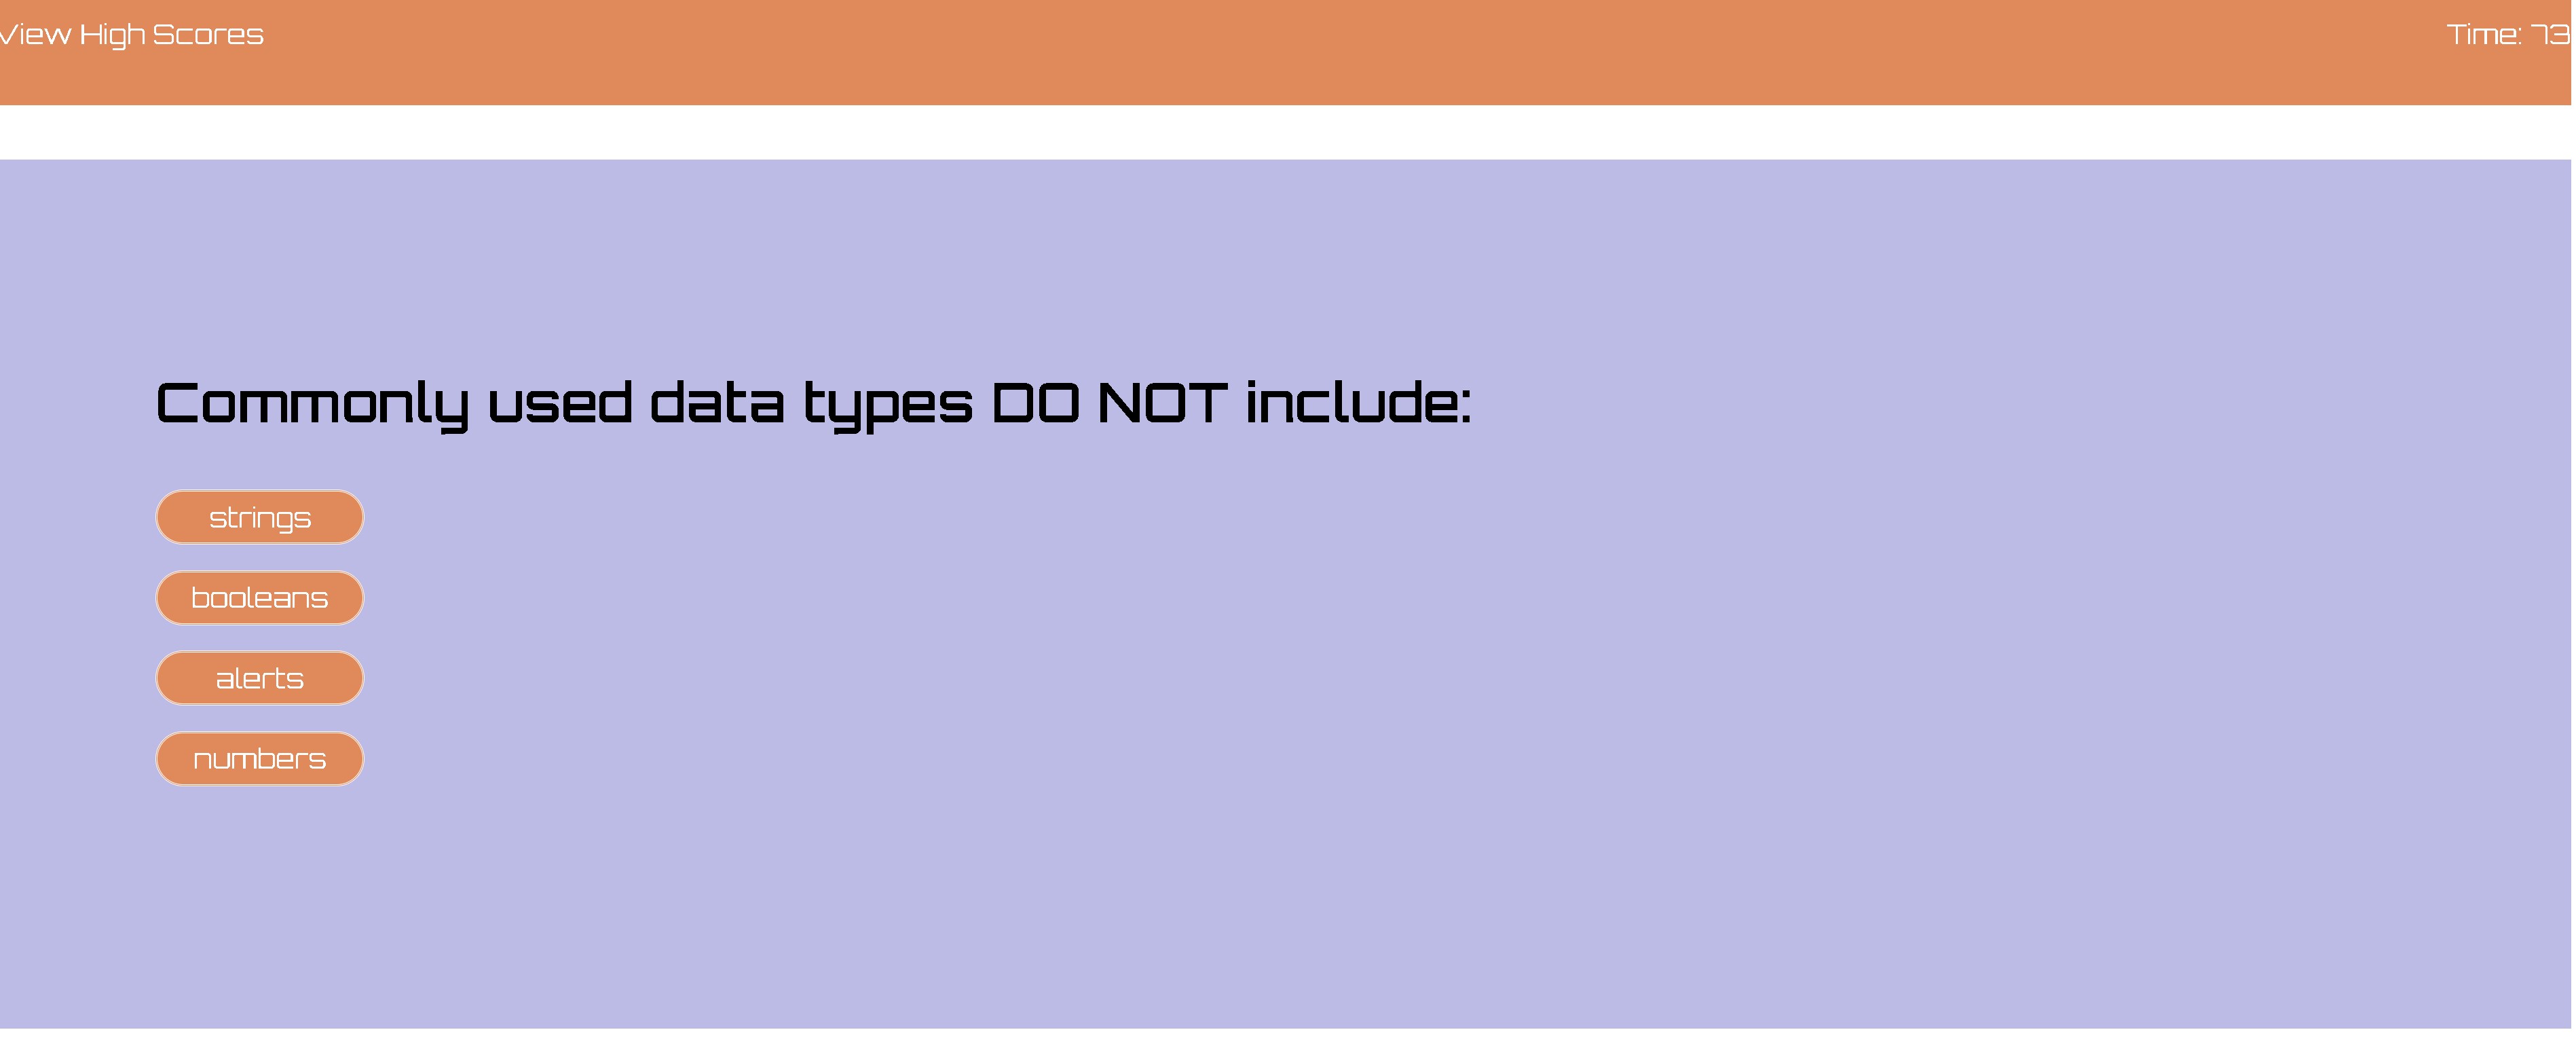 View High Scores
Time: 73
Commonly used data types DO NOT include:
strings
booleans
alerts
numbers